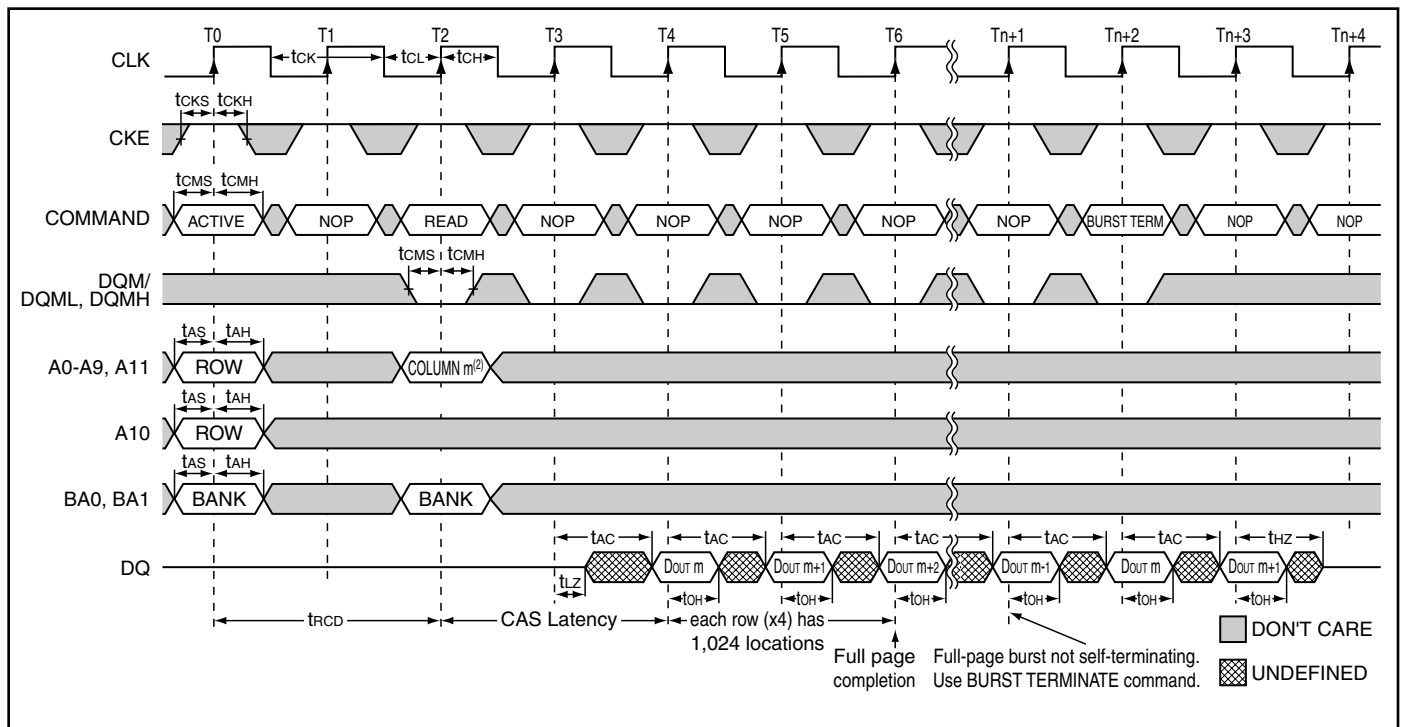 T0 T1 T2 T3 T4 T5 T6 Tn+1 Tn+2 Tn+3 Tn+4
CLK
tCK tCL tCH
tCKS tCKH
CKE
tCMS tCMH
COMMAND ACTIVE NOP READ NOP NOP NOP NOP NOP BURST TERM NOP NOP
tCMS tCMH
DQM/
DQML, DQMH
tAS tAH
A0-A9, A11 ROW COLUMN m(2)
tAS tAH
A10 ROW
tAS tAH
BA0, BA1 BANK BANK
tAC tAC tAC tAC tAC tAC tHZ
DQ DOUT m DOUT m+1 DOUT m+2 DOUT m-1 DOUT m DOUT m+1
tLZ tOH tOH tOH tOH tOH tOH
tRCD CAS Latency each row (x4) has
1,024 locations
Full page
completion
Full-page burst not self-terminating.
Use BURST TERMINATE command.
DON'T CARE
UNDEFINED